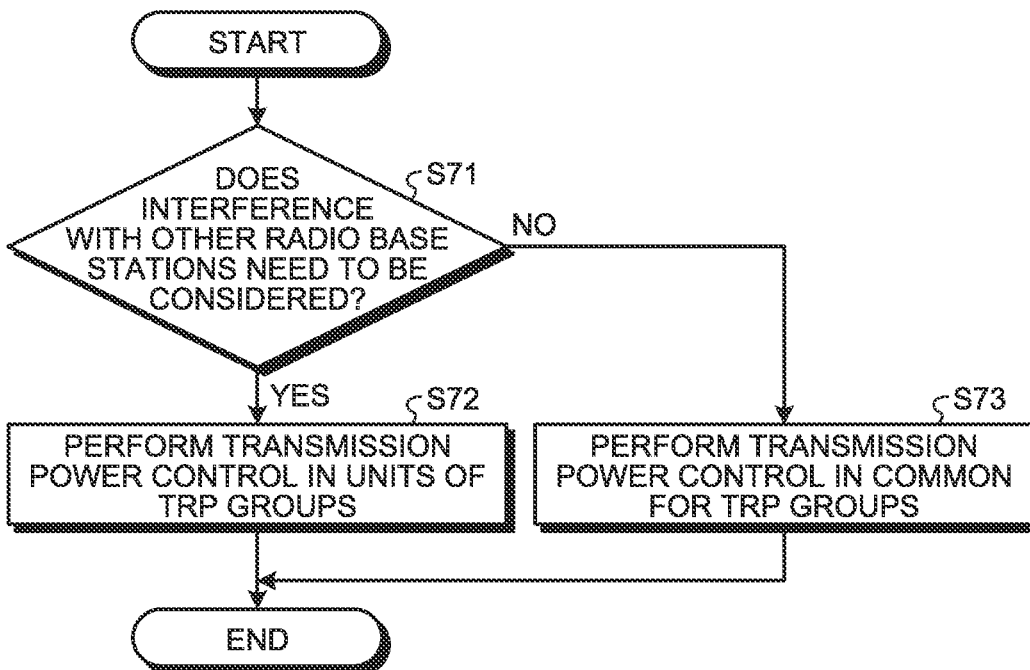 START
DOES
INTERFERENCE
WITH OTHER RADIO BASE
STATIONS NEED TO BE
CONSIDERED?
S71
NO
YES
S72
PERFORM TRANSMISSION
POWER CONTROL IN UNITS OF
TRP GROUPS
S73
PERFORM TRANSMISSION
POWER CONTROL IN COMMON
FOR TRP GROUPS
END